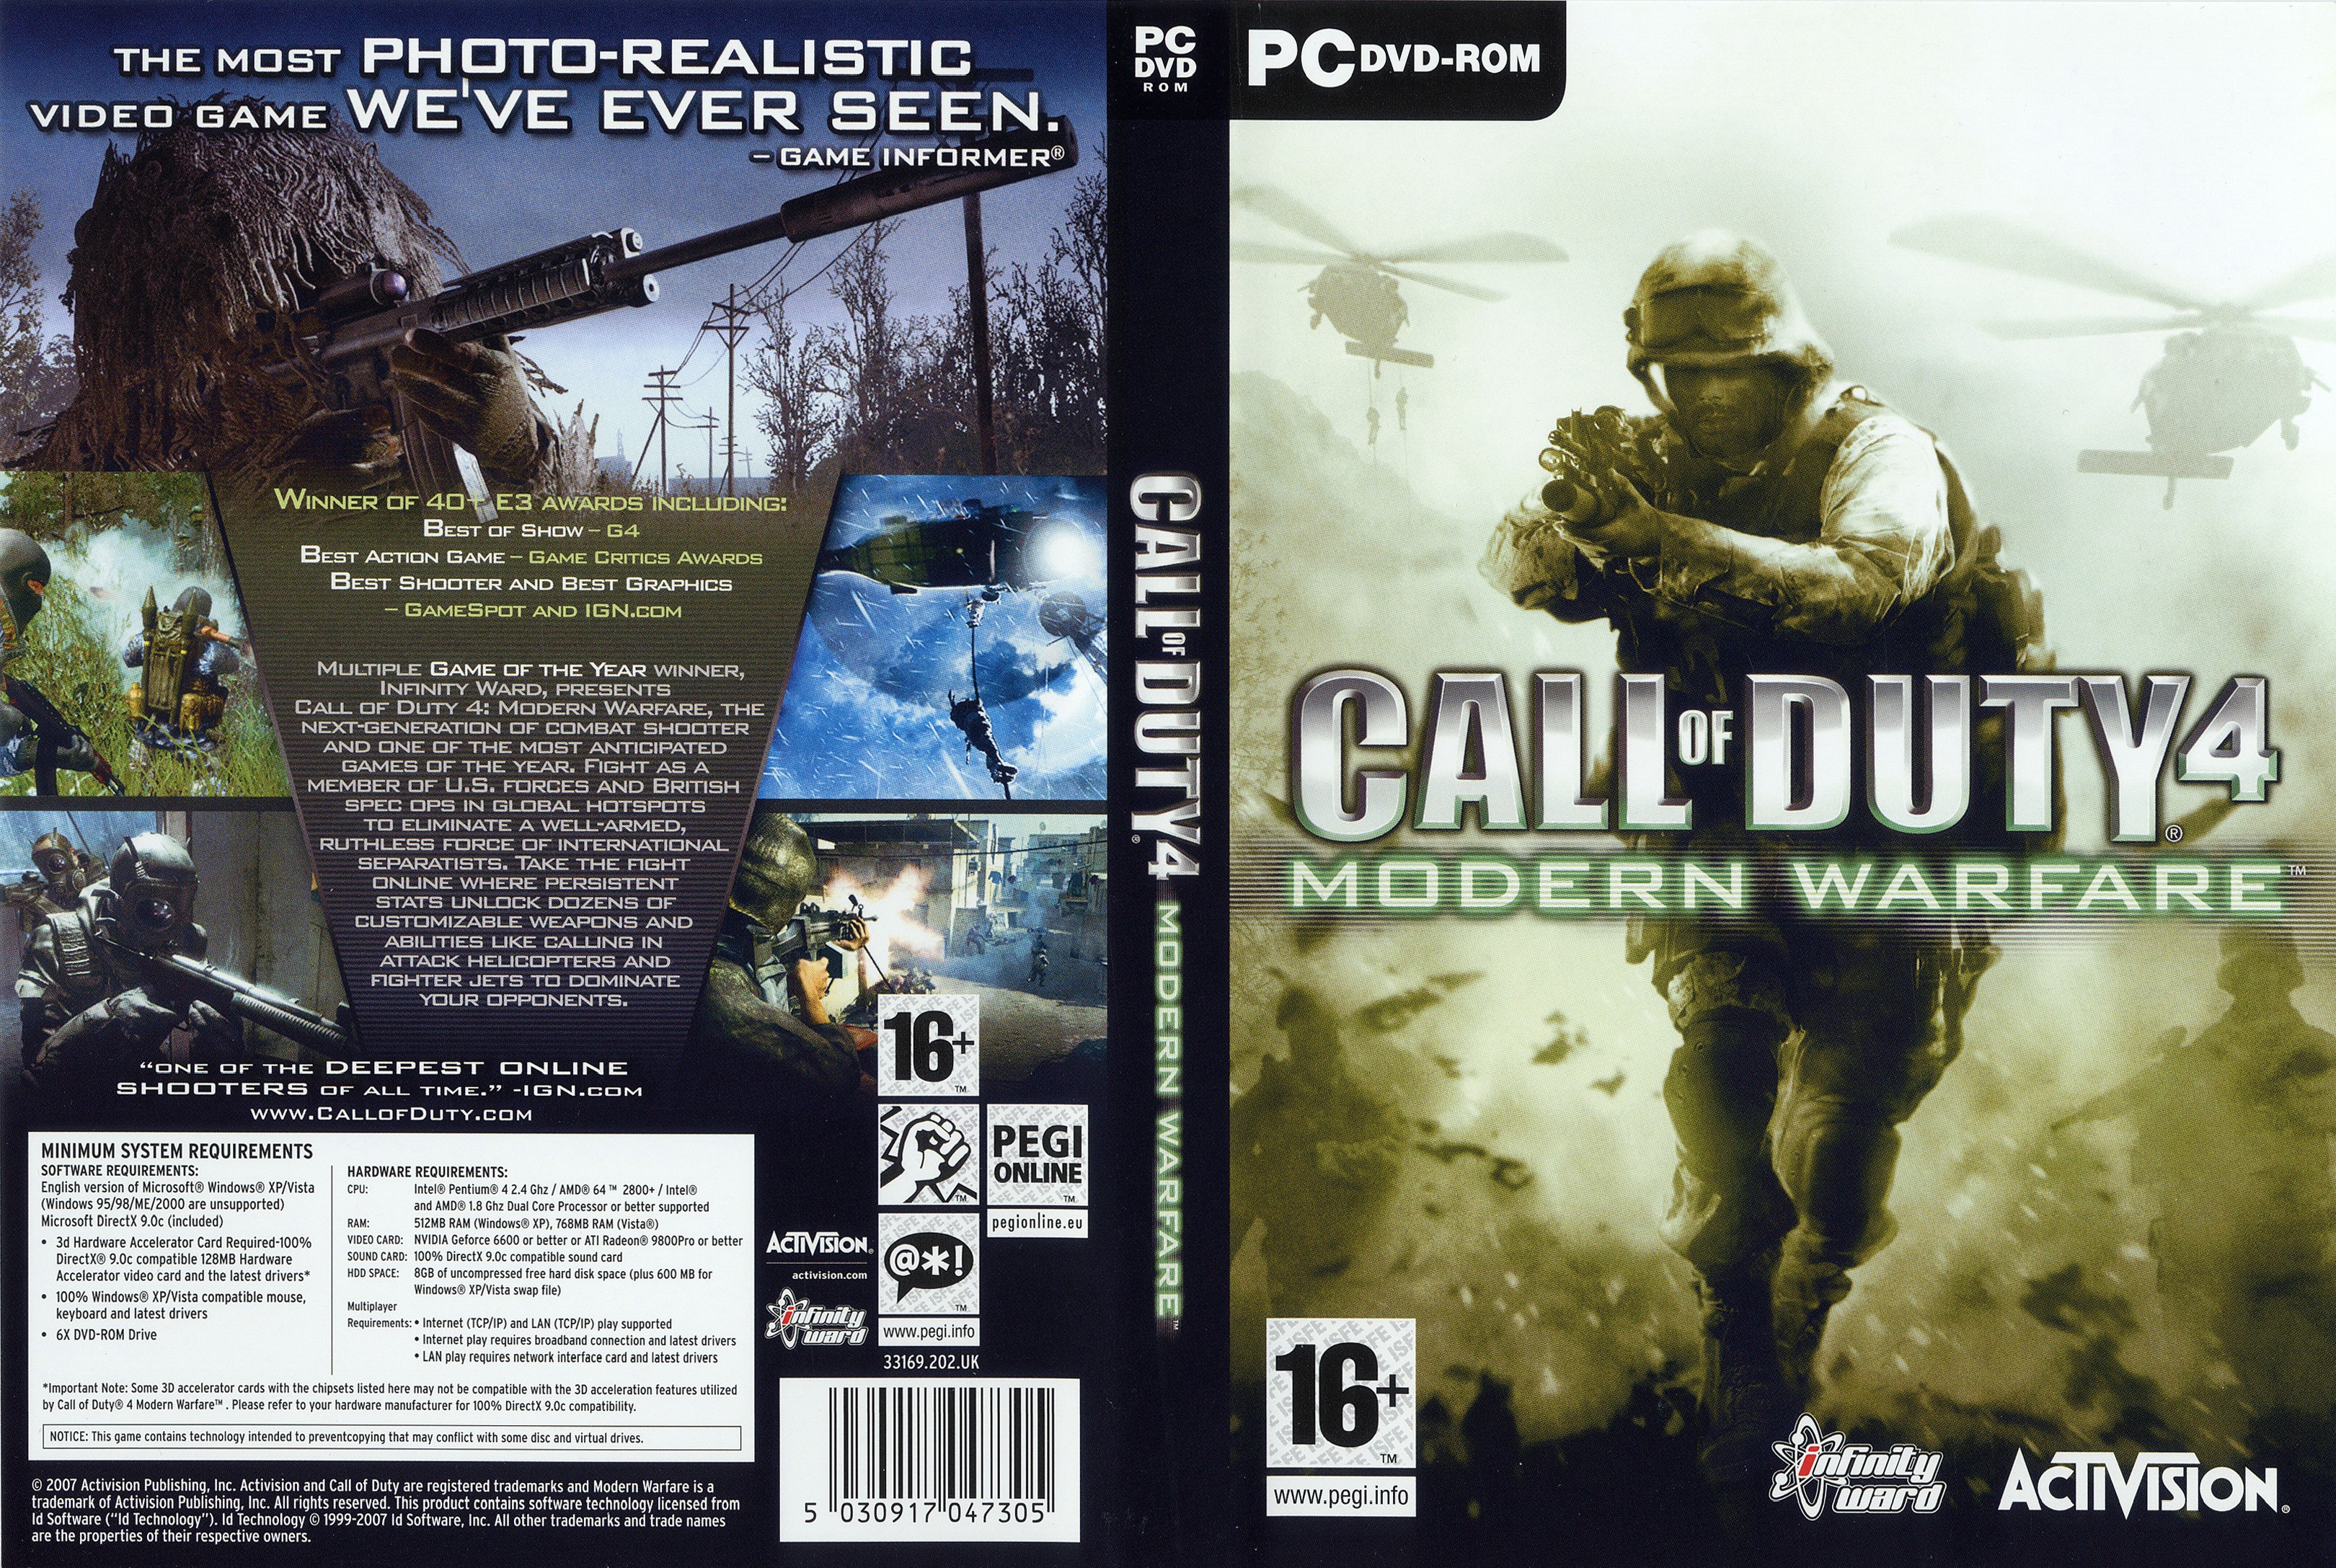 THE MOST PHOTO-REALISTIC
VIDEO GAME WE'VE EVER SEEN.
– GAME INFORMER®
WINNER OF 40+ E3 AWARDS INCLUDING:
BEST OF SHOW – G4
BEST ACTION GAME – GAME CRITICS AWARDS
BEST SHOOTER AND BEST GRAPHICS
– GAMESPOT AND IGN.COM
MULTIPLE GAME OF THE YEAR WINNER,
INFINITY WARD, PRESENTS
CALL OF DUTY 4: MODERN WARFARE, THE
NEXT-GENERATION OF COMBAT SHOOTER
AND ONE OF THE MOST ANTICIPATED
GAMES OF THE YEAR. FIGHT AS A
MEMBER OF U.S. FORCES AND BRITISH
SPEC OPS IN GLOBAL HOTSPOTS
TO ELIMINATE A WELL-ARMED,
RUTHLESS FORCE OF INTERNATIONAL
SEPARATISTS. TAKE THE FIGHT
ONLINE WHERE PERSISTENT
STATS UNLOCK DOZENS OF
CUSTOMIZABLE WEAPONS AND
ABILITIES LIKE CALLING IN
ATTACK HELICOPTERS AND
FIGHTER JETS TO DOMINATE
YOUR OPPONENTS.
“ONE OF THE DEEPEST ONLINE
SHOOTERS OF ALL TIME.” -IGN.COM
WWW.CALLOFDUTY.COM
MINIMUM SYSTEM REQUIREMENTS
SOFTWARE REQUIREMENTS:
English version of Microsoft® Windows® XP/Vista
(Windows 95/98/ME/2000 are unsupported)
Microsoft DirectX 9.0c (included)
• 3d Hardware Accelerator Card Required-100%
DirectX® 9.0c compatible 128MB Hardware
Accelerator video card and the latest drivers*
• 100% Windows® XP/Vista compatible mouse,
keyboard and latest drivers
• 6X DVD-ROM Drive
HARDWARE REQUIREMENTS:
CPU: Intel® Pentium® 4 2.4 Ghz / AMD® 64 ™ 2800+ / Intel®
and AMD® 1.8 Ghz Dual Core Processor or better supported
RAM: 512MB RAM (Windows® XP), 768MB RAM (Vista®)
VIDEO CARD: NVIDIA Geforce 6600 or better or ATI Radeon® 9800Pro or better
SOUND CARD: 100% DirectX 9.0c compatible sound card
HDD SPACE: 8GB of uncompressed free hard disk space (plus 600 MB for
Windows® XP/Vista swap file)
Multiplayer
Requirements: • Internet (TCP/IP) and LAN (TCP/IP) play supported
• Internet play requires broadband connection and latest drivers
• LAN play requires network interface card and latest drivers
*Important Note: Some 3D accelerator cards with the chipsets listed here may not be compatible with the 3D acceleration features utilized
by Call of Duty® 4 Modern Warfare™ . Please refer to your hardware manufacturer for 100% DirectX 9.0c compatibility.
NOTICE: This game contains technology intended to preventcopying that may conflict with some disc and virtual drives.
© 2007 Activision Publishing, Inc. Activision and Call of Duty are registered trademarks and Modern Warfare is a
trademark of Activision Publishing, Inc. All rights reserved. This product contains software technology licensed from
Id Software ("Id Technology"). Id Technology © 1999-2007 Id Software, Inc. All other trademarks and trade names
are the properties of their respective owners.
16+
™
™
PEGI
ONLINE
™
pegionline.eu
@*!
™
www.pegi.info
ACTIVISION®
activision.com
infinity
ward
33169.202.UK
5 030917 047305
PC
DVD
ROM
CALL OF DUTY 4® MODERN WARFARE™
PC DVD-ROM
CALL OF DUTY 4®
MODERN WARFARE™
16+
™
www.pegi.info
infinity
ward
ACTIVISION®